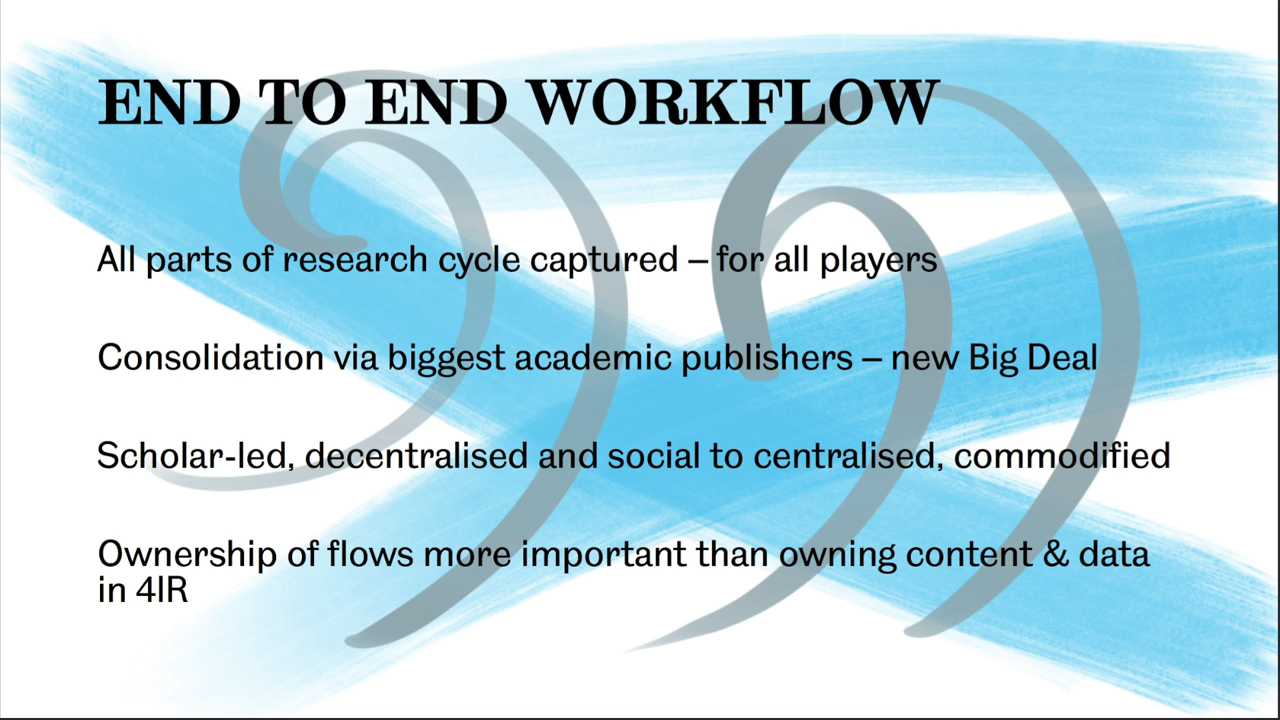 END TO END WORKFLOW
All parts of research cycle captured – for all players
Consolidation via biggest academic publishers – new Big Deal
Scholar-led, decentralised and social to centralised, commodified
Ownership of flows more important than owning content & data
in 4IR